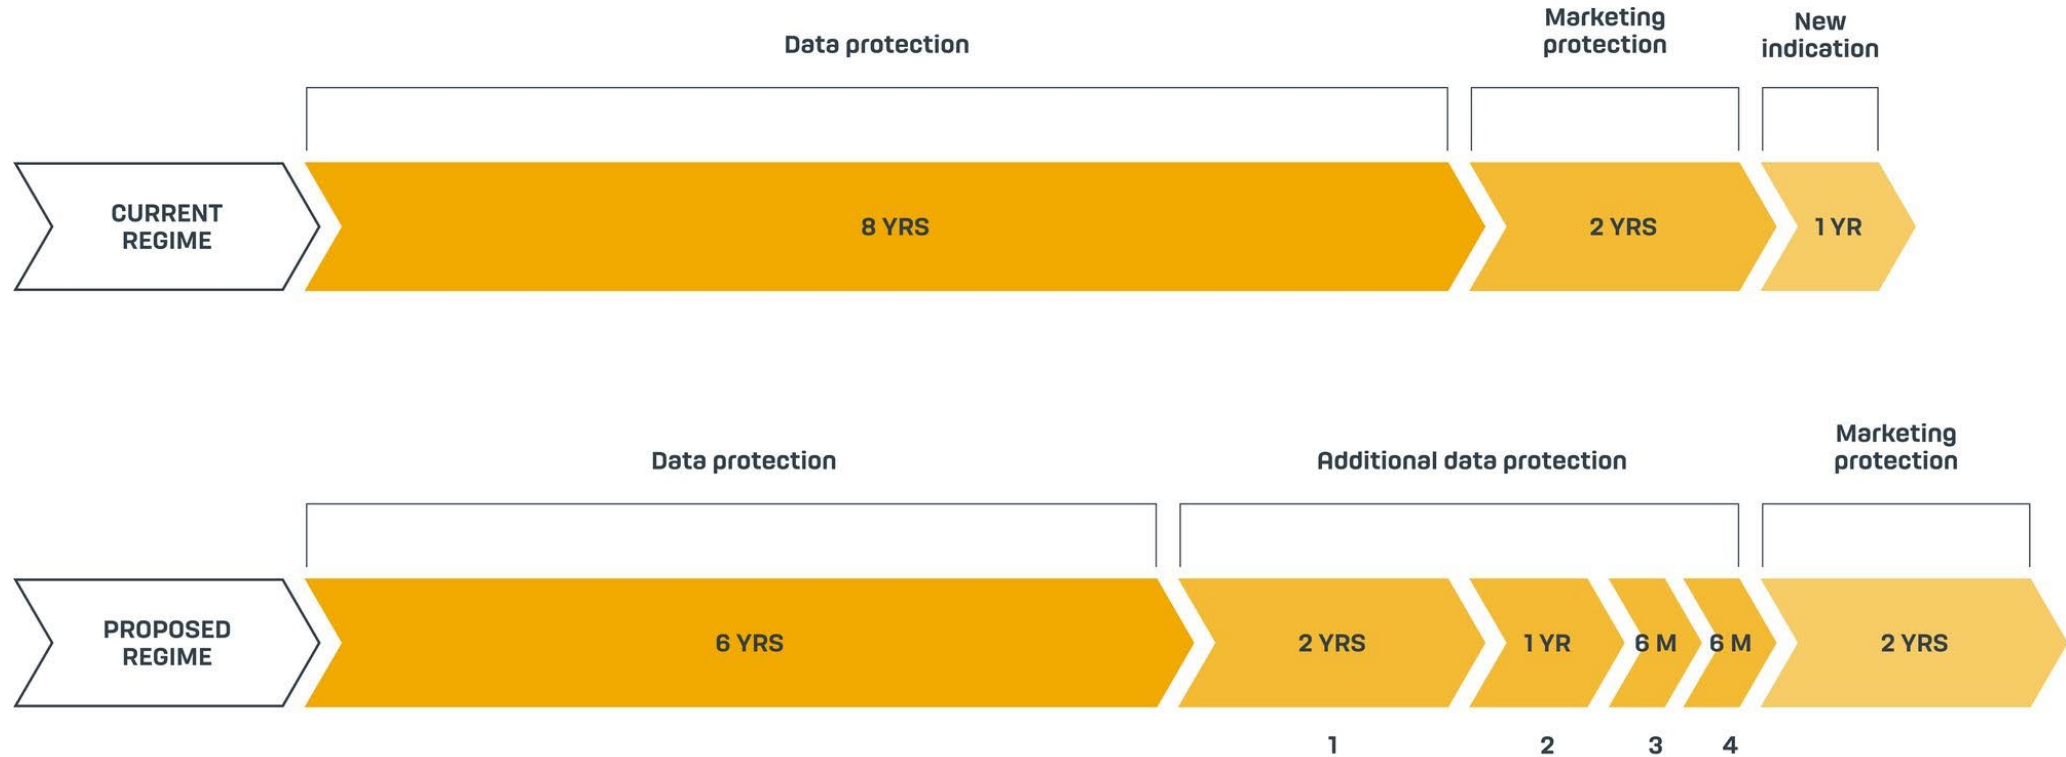 Data protection
Marketing
protection
New
indication
CURRENT
REGIME
8 YRS
2 YRS
1 YR
Data protection
Additional data protection
Marketing
protection
PROPOSED
REGIME
6 YRS
2 YRS
1 YR
6 M
6 M
2 YRS
1
2
3
4